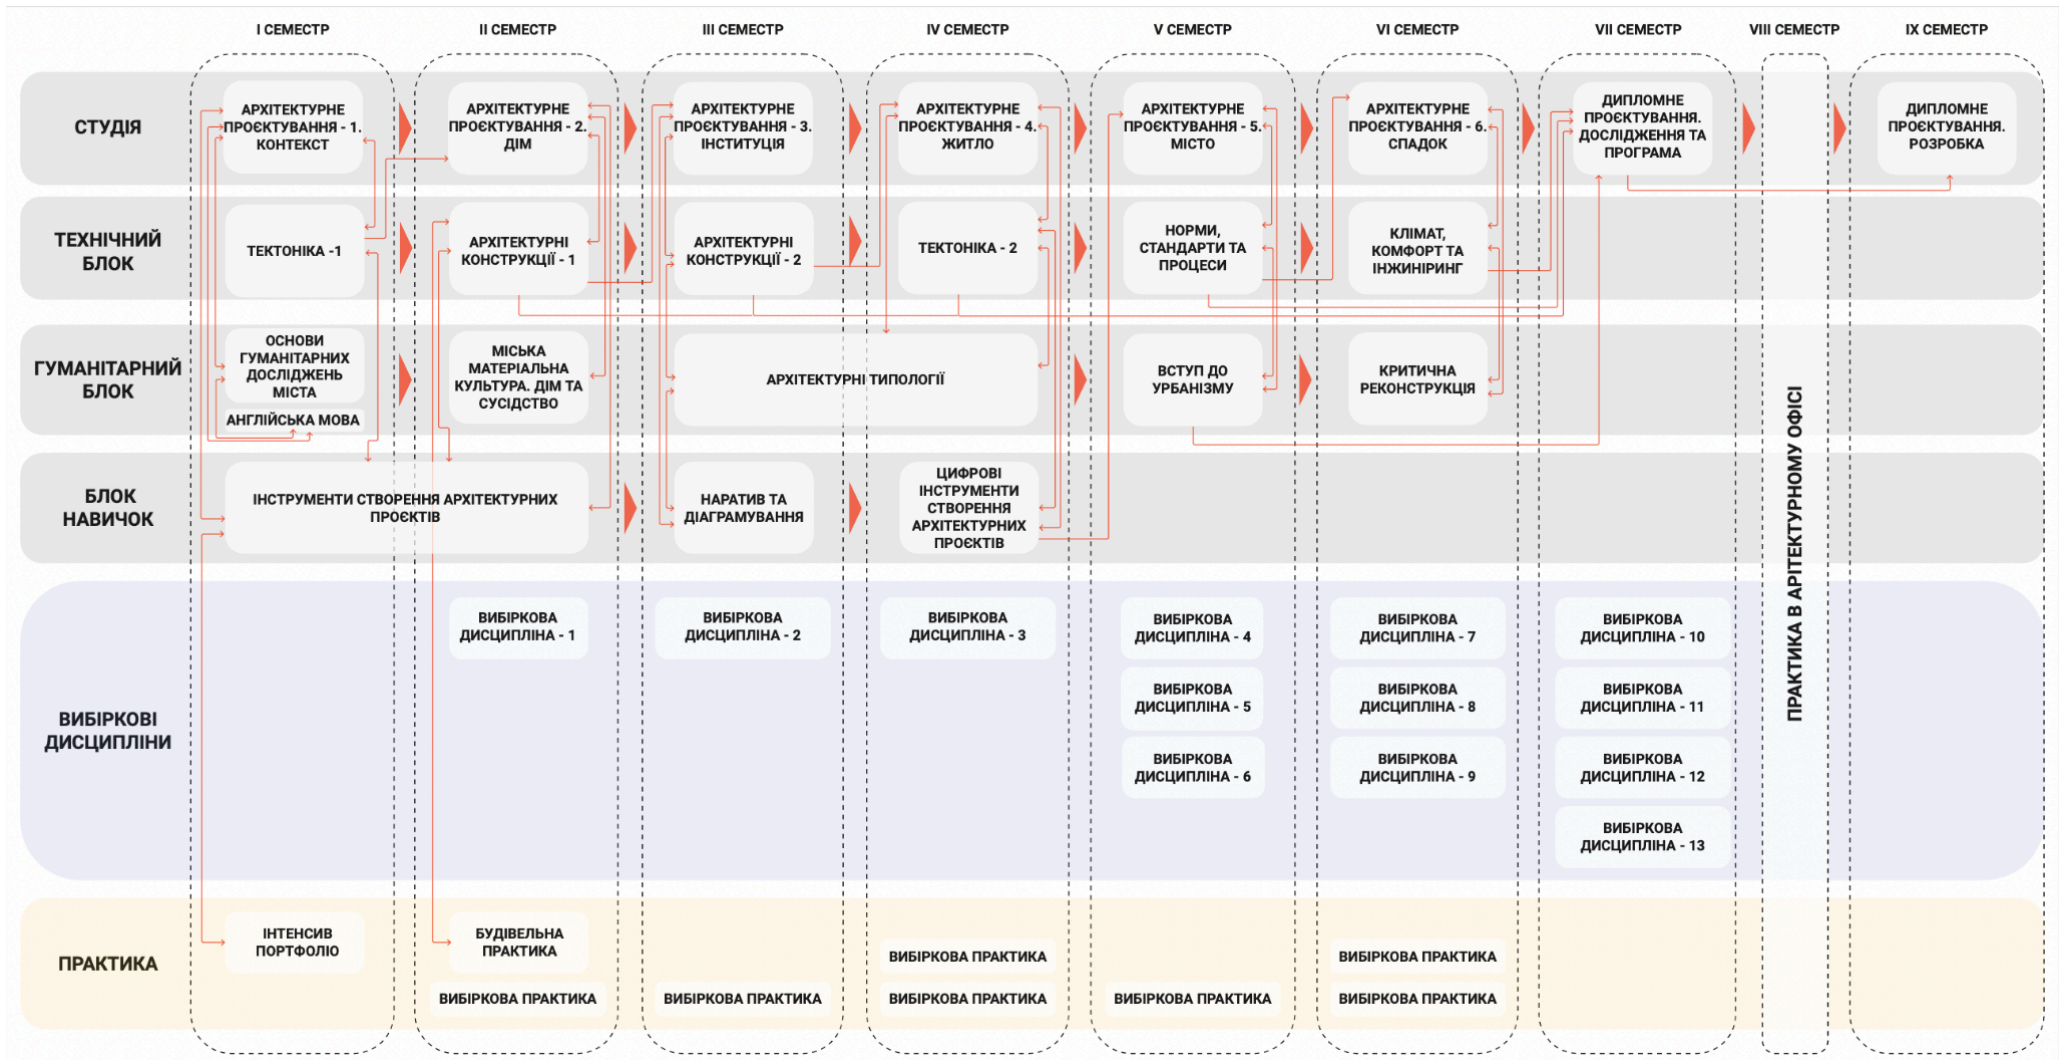 І СЕМЕСТР
ІІ СЕМЕСТР
ІІІ СЕМЕСТР
IV СЕМЕСТР
V СЕМЕСТР
VI СЕМЕСТР
VII СЕМЕСТР
VIII СЕМЕСТР
IX СЕМЕСТР
СТУДІЯ
АРХІТЕКТУРНЕ
ПРОЄКТУВАННЯ - 1.
КОНТЕКСТ
АРХІТЕКТУРНЕ
ПРОЄКТУВАННЯ - 2.
ДІМ
АРХІТЕКТУРНЕ
ПРОЄКТУВАННЯ - 3.
ІНСТИТУЦІЯ
АРХІТЕКТУРНЕ
ПРОЄКТУВАННЯ - 4.
ЖИТЛО
АРХІТЕКТУРНЕ
ПРОЄКТУВАННЯ - 5.
МІСТО
АРХІТЕКТУРНЕ
ПРОЄКТУВАННЯ - 6.
СПАДОК
ДИПЛОМНЕ
ПРОЄКТУВАННЯ.
ДОСЛІДЖЕННЯ ТА
ПРОГРАМА
ДИПЛОМНЕ
ПРОЄКТУВАННЯ.
РОЗРОБКА
ТЕХНІЧНИЙ
БЛОК
ТЕКТОНІКА -1
АРХІТЕКТУРНІ
КОНСТРУКЦІЇ - 1
АРХІТЕКТУРНІ
КОНСТРУКЦІЇ - 2
ТЕКТОНІКА - 2
НОРМИ,
СТАНДАРТИ ТА
ПРОЦЕСИ
КЛІМАТ,
КОМФОРТ ТА
ІНЖИНІРИНГ
ГУМАНІТАРНИЙ
БЛОК
ОСНОВИ
ГУМАНІТАРНИХ
ДОСЛІДЖЕНЬ
МІСТА
АНГЛІЙСЬКА МОВА
МІСЬКА
МАТЕРІАЛЬНА
КУЛЬТУРА. ДІМ ТА
СУСІДСТВО
АРХІТЕКТУРНІ ТИПОЛОГІЇ
ВСТУП ДО
УРБАНІЗМУ
КРИТИЧНА
РЕКОНСТРУКЦІЯ
БЛОК
НАВИЧОК
ІНСТРУМЕНТИ СТВОРЕННЯ АРХІТЕКТУРНИХ
ПРОЄКТІВ
НАРАТИВ ТА
ДІАГРАМУВАННЯ
ЦИФРОВІ
ІНСТРУМЕНТИ
СТВОРЕННЯ
АРХІТЕКТУРНИХ
ПРОЄКТІВ
ПРАКТИКА В АРІТЕКТУРНОМУ ОФІСІ
ВИБІРКОВІ
ДИСЦИПЛІНИ
ВИБІРКОВА
ДИСЦИПЛІНА - 1
ВИБІРКОВА
ДИСЦИПЛІНА - 2
ВИБІРКОВА
ДИСЦИПЛІНА - 3
ВИБІРКОВА
ДИСЦИПЛІНА - 4
ВИБІРКОВА
ДИСЦИПЛІНА - 7
ВИБІРКОВА
ДИСЦИПЛІНА - 10
ВИБІРКОВА
ДИСЦИПЛІНА - 5
ВИБІРКОВА
ДИСЦИПЛІНА - 8
ВИБІРКОВА
ДИСЦИПЛІНА - 11
ВИБІРКОВА
ДИСЦИПЛІНА - 6
ВИБІРКОВА
ДИСЦИПЛІНА - 9
ВИБІРКОВА
ДИСЦИПЛІНА - 12
ВИБІРКОВА
ДИСЦИПЛІНА - 13
ПРАКТИКА
ІНТЕНСИВ
ПОРТФОЛІО
БУДІВЕЛЬНА
ПРАКТИКА
ВИБІРКОВА ПРАКТИКА
ВИБІРКОВА ПРАКТИКА
ВИБІРКОВА ПРАКТИКА
ВИБІРКОВА ПРАКТИКА
ВИБІРКОВА ПРАКТИКА
ВИБІРКОВА ПРАКТИКА
ВИБІРКОВА ПРАКТИКА